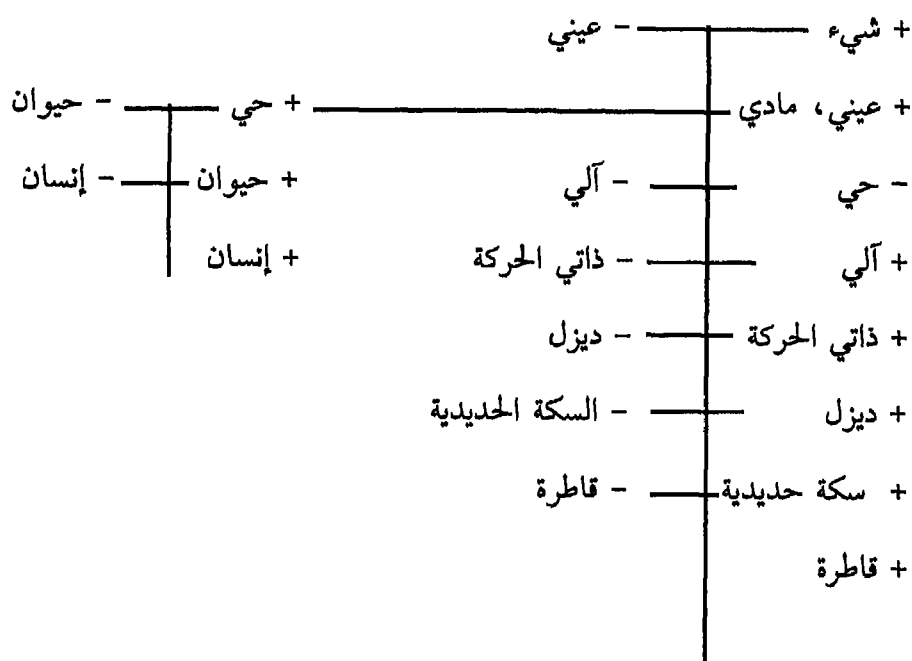 + شيء - عيني
+ عيني، مادي + حي - حيوان
- حي - آلي + حيوان - إنسان
+ آلي - ذاتي الحركة + إنسان
+ ذاتي الحركة - ديزل
+ ديزل - السكة الحديدية
+ سكة حديدية - قاطرة
+ قاطرة